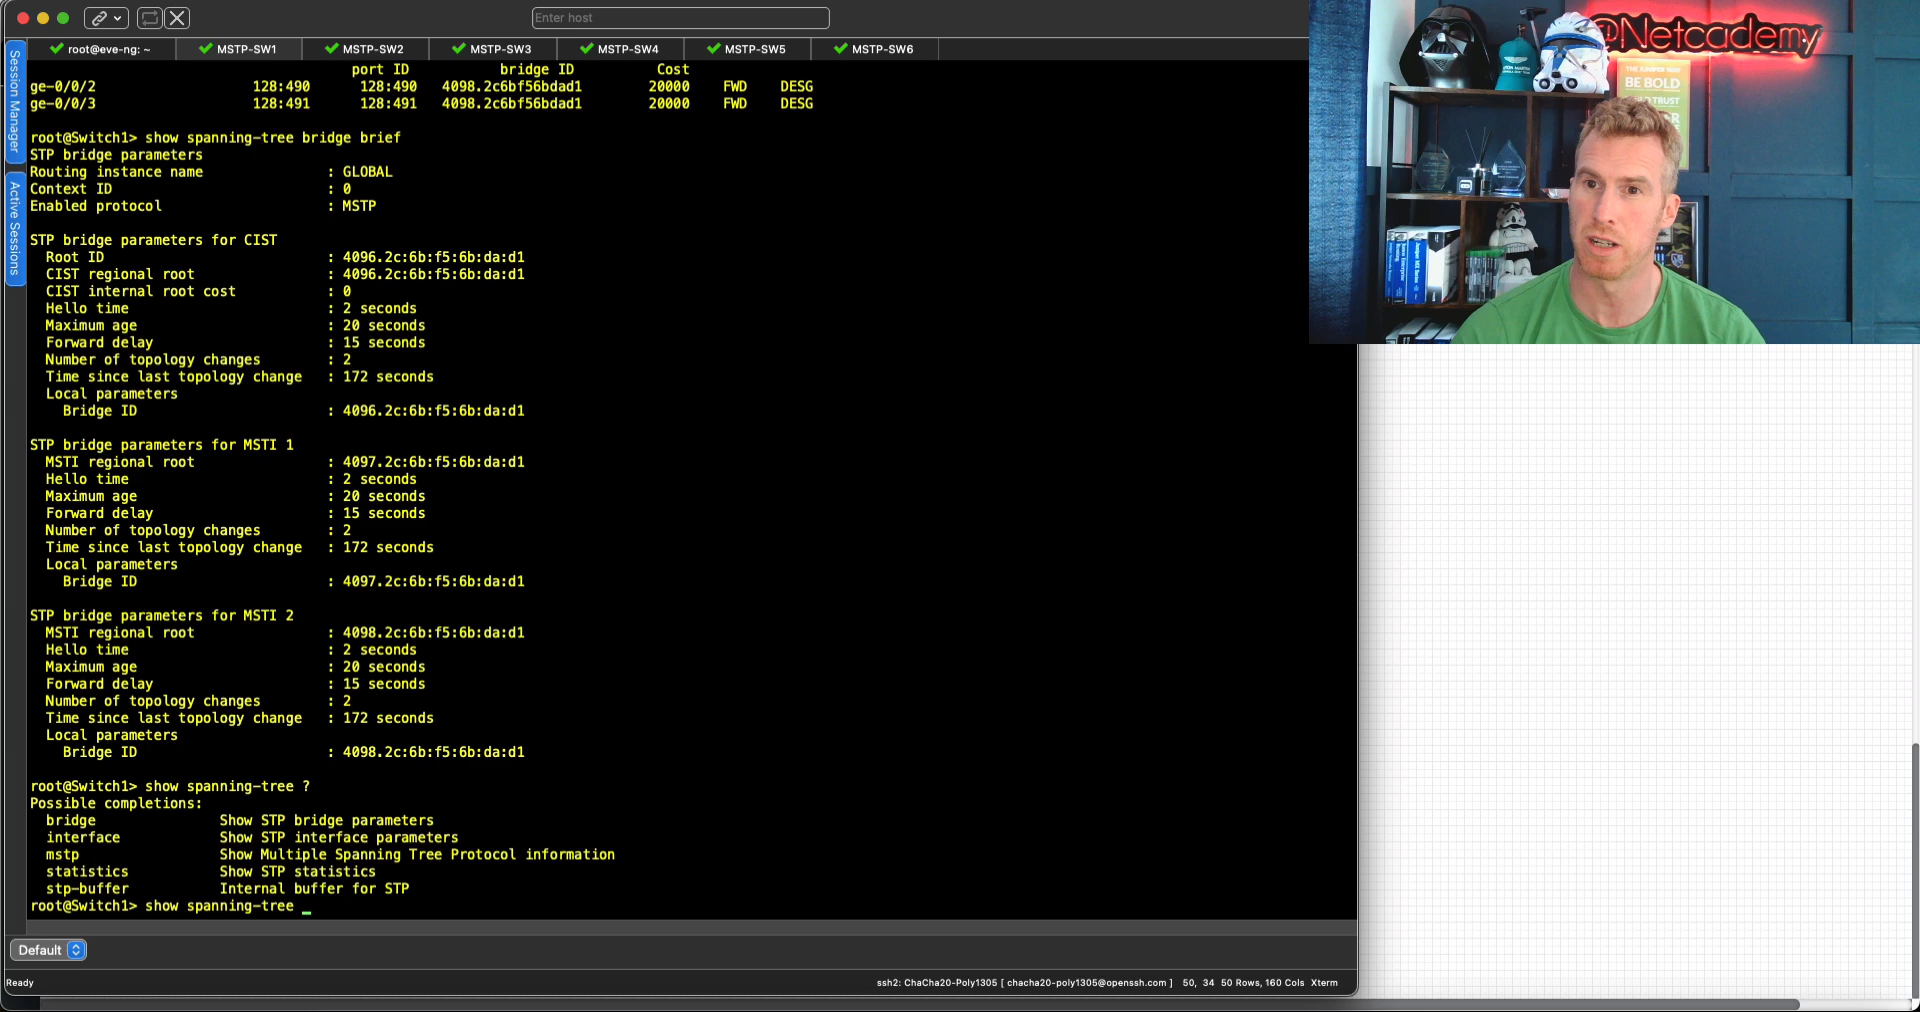 Enter host
Session Manager
Active Sessions
root@eve-ng: ~
MSTP-SW1
MSTP-SW2
MSTP-SW3
MSTP-SW4
MSTP-SW5
MSTP-SW6
port ID bridge ID Cost
ge-0/0/2 128:490 128:490 4098.2c6bf56bdad1 20000 FWD DESG
ge-0/0/3 128:491 128:491 4098.2c6bf56bdad1 20000 FWD DESG
root@Switch1> show spanning-tree bridge brief
STP bridge parameters
Routing instance name : GLOBAL
Context ID : 0
Enabled protocol : MSTP
STP bridge parameters for CIST
Root ID : 4096.2c:6b:f5:6b:da:d1
CIST regional root : 4096.2c:6b:f5:6b:da:d1
CIST internal root cost : 0
Hello time : 2 seconds
Maximum age : 20 seconds
Forward delay : 15 seconds
Number of topology changes : 2
Time since last topology change : 172 seconds
Local parameters
Bridge ID : 4096.2c:6b:f5:6b:da:d1
STP bridge parameters for MSTI 1
MSTI regional root : 4097.2c:6b:f5:6b:da:d1
Hello time : 2 seconds
Maximum age : 20 seconds
Forward delay : 15 seconds
Number of topology changes : 2
Time since last topology change : 172 seconds
Local parameters
Bridge ID : 4097.2c:6b:f5:6b:da:d1
STP bridge parameters for MSTI 2
MSTI regional root : 4098.2c:6b:f5:6b:da:d1
Hello time : 2 seconds
Maximum age : 20 seconds
Forward delay : 15 seconds
Number of topology changes : 2
Time since last topology change : 172 seconds
Local parameters
Bridge ID : 4098.2c:6b:f5:6b:da:d1
root@Switch1> show spanning-tree ?
Possible completions:
bridge Show STP bridge parameters
interface Show STP interface parameters
mstp Show Multiple Spanning Tree Protocol information
statistics Show STP statistics
stp-buffer Internal buffer for STP
root@Switch1> show spanning-tree _
Default
Ready
ssh2: ChaCha20-Poly1305 [ chacha20-poly1305@openssh.com ] 50, 34 50 Rows, 160 Cols Xterm
@Netcademy
BE BOLD
TRUST